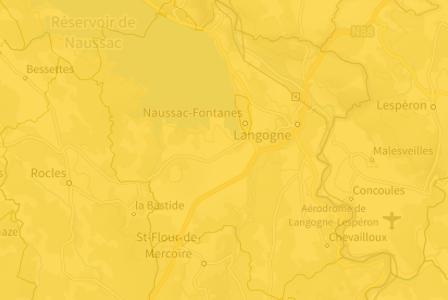 Réservoir de
Naussac
N88
Bessettes
Lespéron
Naussac-Fontanes
Langogne
Malesveilles
Rocles
Concoules
la Bastide
Aérodrome de
Langogne-Lespéron
St-Flour-de-
Mercoire
Chevailloux
aze